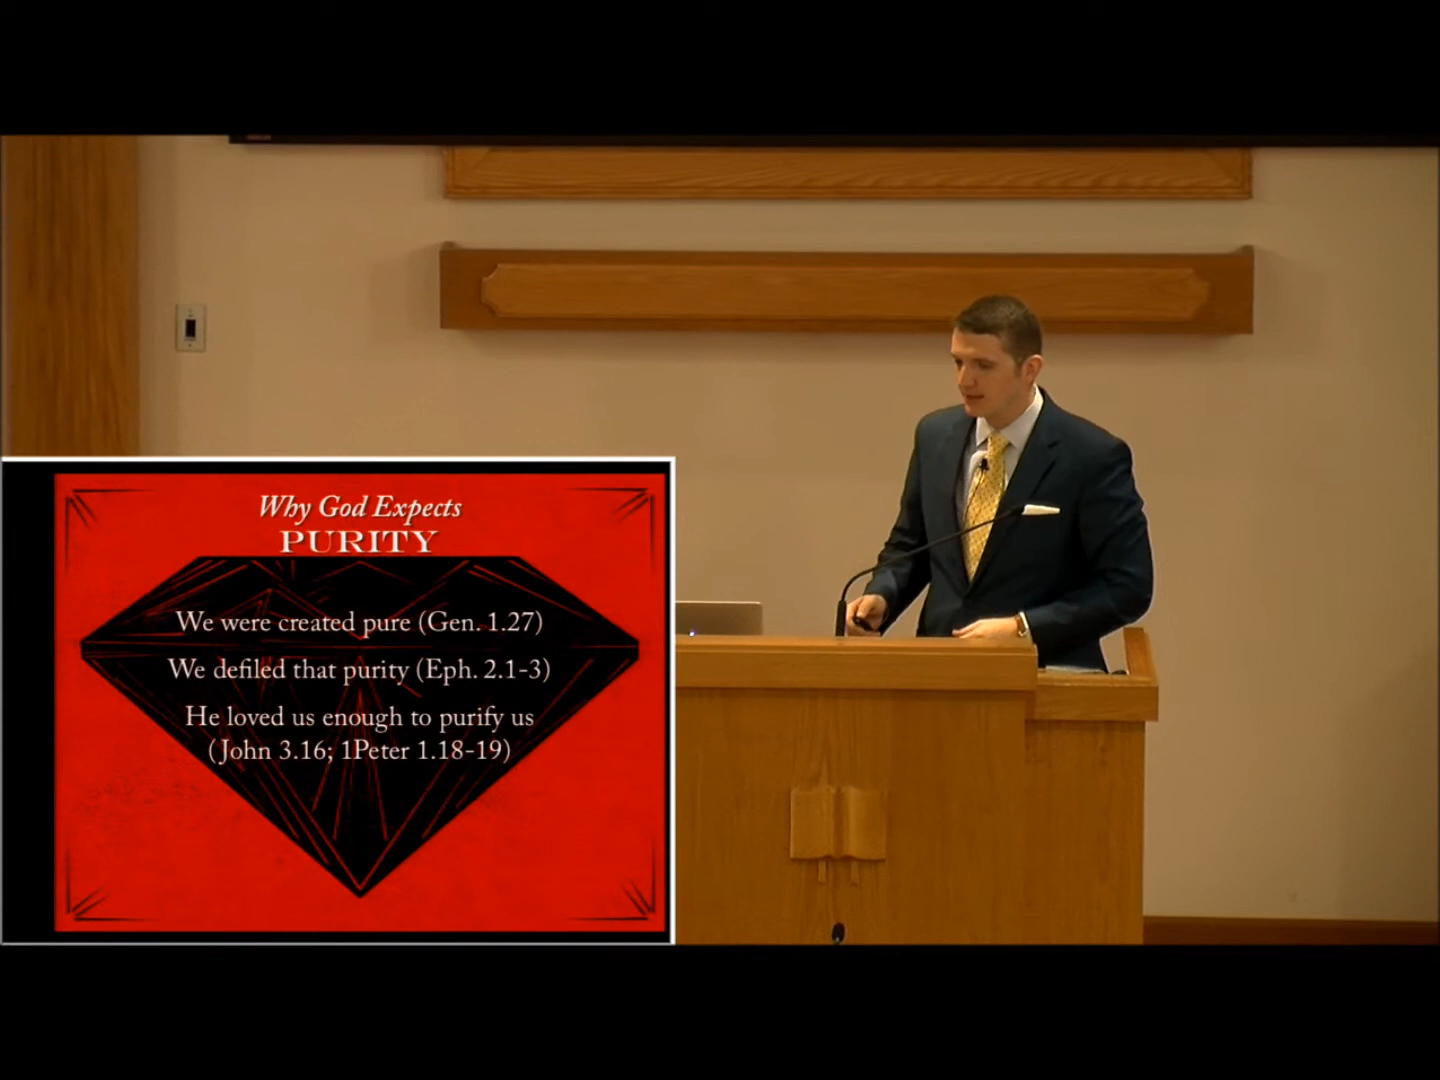 Why God Expects
PURITY
We were created pure (Gen. 1.27)
We defiled that purity (Eph. 2.1-3)
He loved us enough to purify us
(John 3.16; 1Peter 1.18-19)